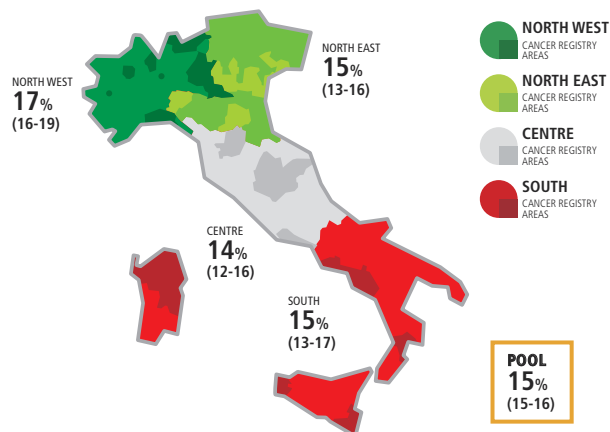 NORTH WEST
17%
(16-19)
NORTH EAST
15%
(13-16)
CENTRE
14%
(12-16)
SOUTH
15%
(13-17)
NORTH WEST
CANCER REGISTRY
AREAS
NORTH EAST
CANCER REGISTRY
AREAS
CENTRE
CANCER REGISTRY
AREAS
SOUTH
CANCER REGISTRY
AREAS
POOL
15%
(15-16)